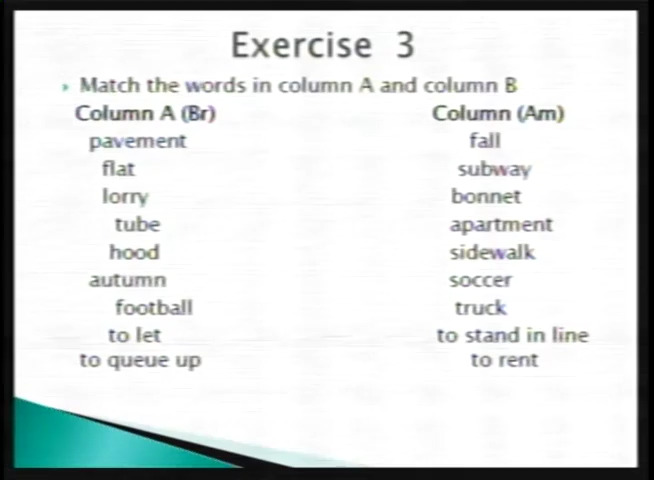 Exercise 3
Match the words in column A and column B
Column A (Br) Column (Am)
pavement fall
flat subway
lorry bonnet
tube apartment
hood sidewalk
autumn soccer
football truck
to let to stand in line
to queue up to rent